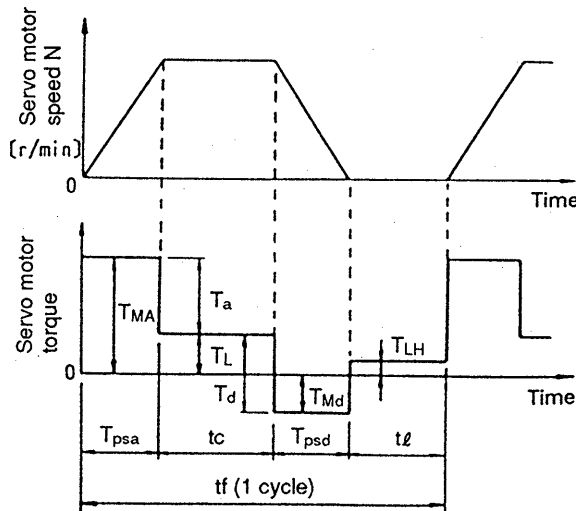 Servo motor
speed N
(r/min)
0
Time
Servo motor
torque
T_MA
T_a
T_L
T_d
T_Md
T_LH
0
Time
T_psa
tc
T_psd
tℓ
tf (1 cycle)